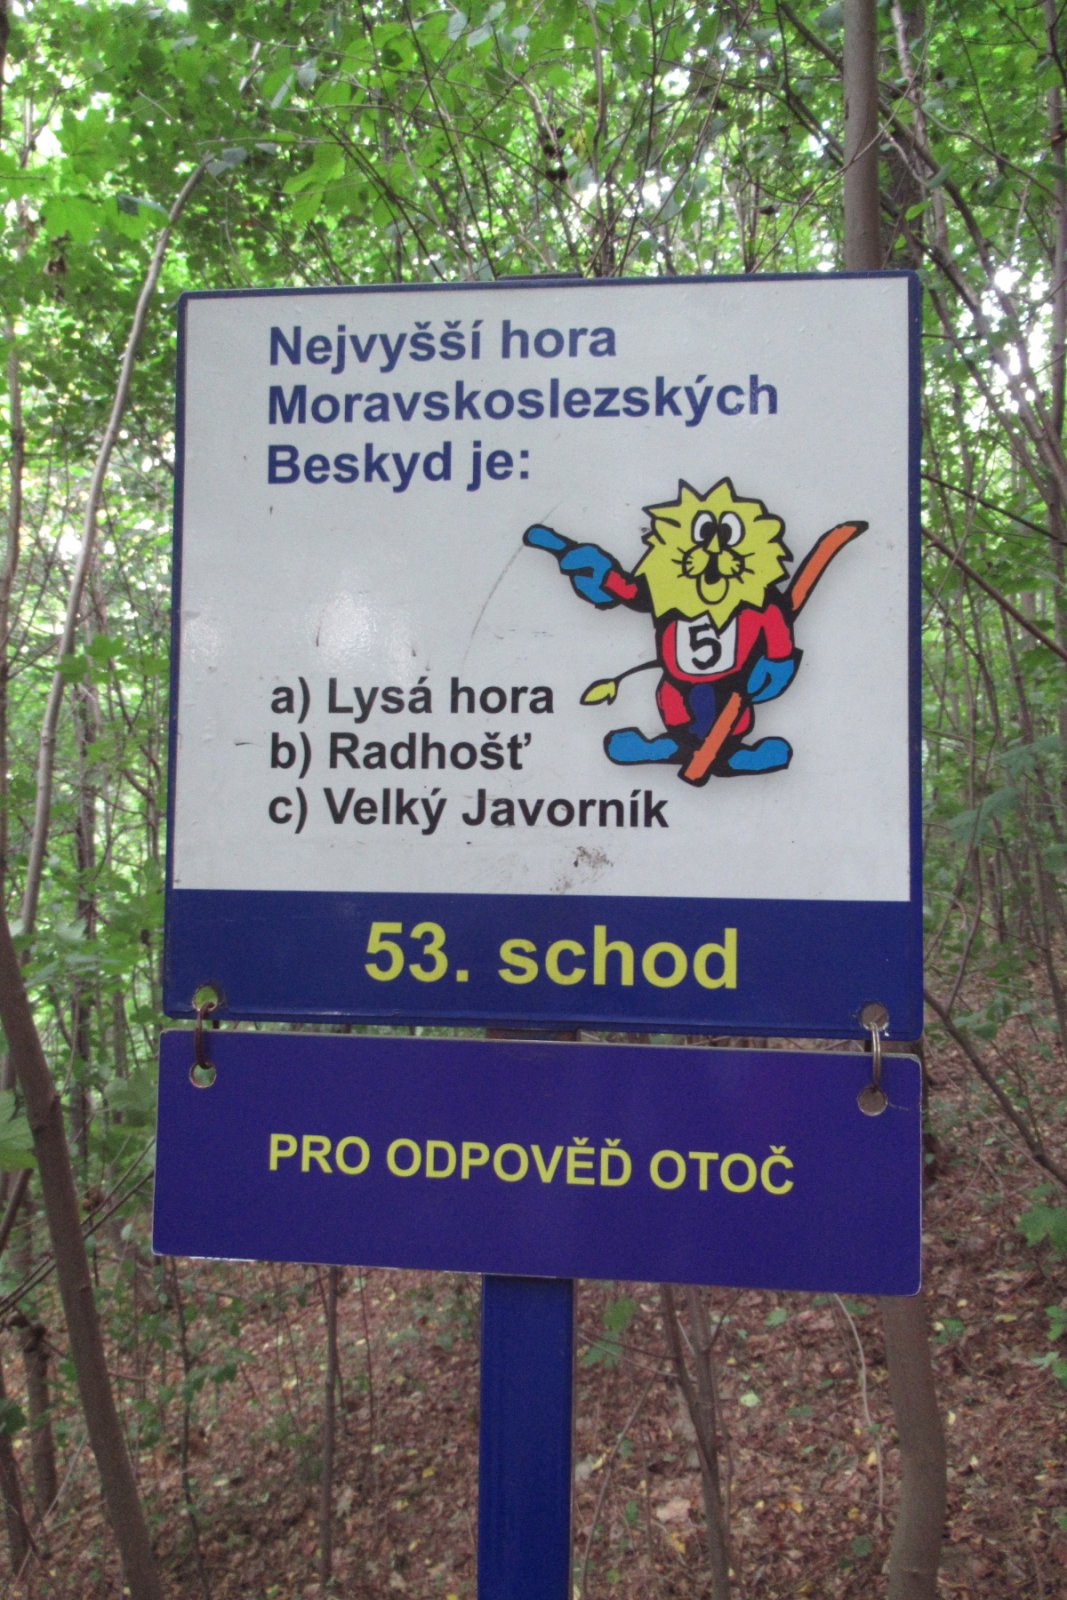 Nejvyšší hora
Moravskoslezských
Beskyd je:
5
a) Lysá hora
b) Radhošť
c) Velký Javorník
53. schod
PRO ODPOVĚĎ OTOČ